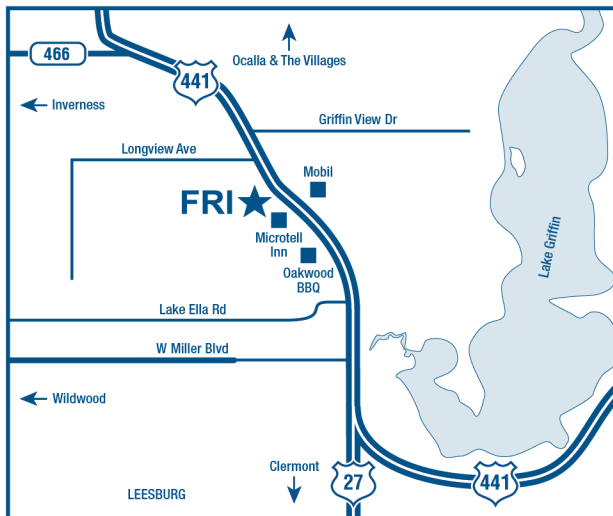 466
441
Ocalla & The Villages
Inverness
Griffin View Dr
Longview Ave
Mobil
FRI
Microtell
Inn
Oakwood
BBQ
Lake Griffin
Lake Ella Rd
W Miller Blvd
Wildwood
Clermont
27
441
LEESBURG